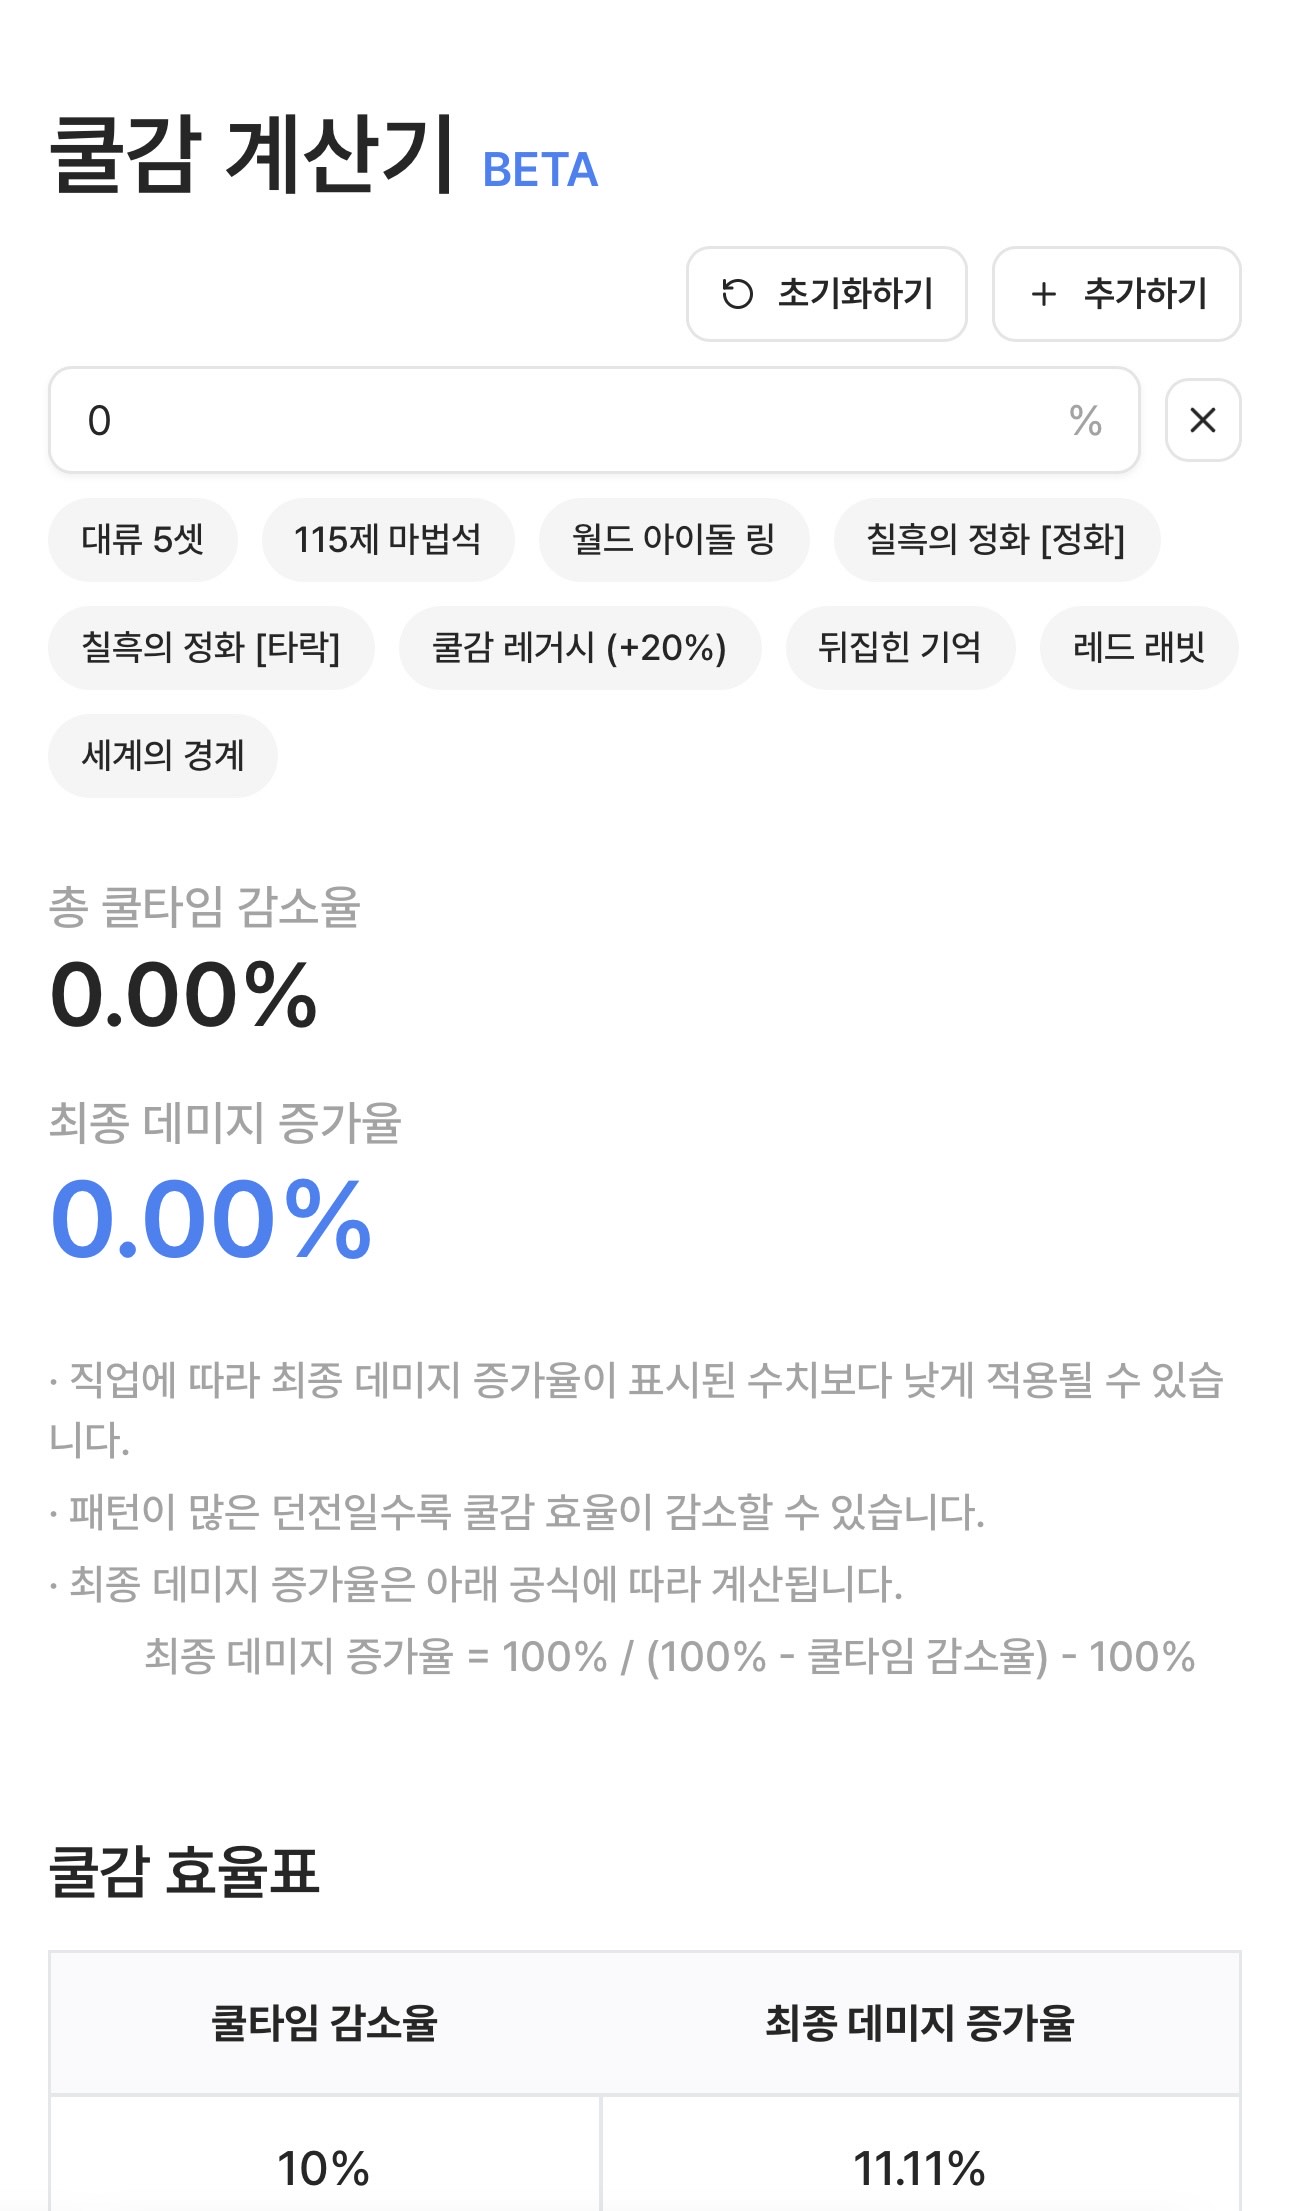 쿨감 계산기 BETA
초기화하기 추가하기
0 %
대류 5셋 115제 마법석 월드 아이돌 링 칠흑의 정화 [정화]
칠흑의 정화 [타락] 쿨감 레거시 (+20%) 뒤집힌 기억 레드 래빗
세계의 경계
총 쿨타임 감소율
0.00%
최종 데미지 증가율
0.00%
· 직업에 따라 최종 데미지 증가율이 표시된 수치보다 낮게 적용될 수 있습
니다.
· 패턴이 많은 던전일수록 쿨감 효율이 감소할 수 있습니다.
· 최종 데미지 증가율은 아래 공식에 따라 계산됩니다.
최종 데미지 증가율 = 100% / (100% - 쿨타임 감소율) - 100%
쿨감 효율표
쿨타임 감소율 최종 데미지 증가율
10% 11.11%